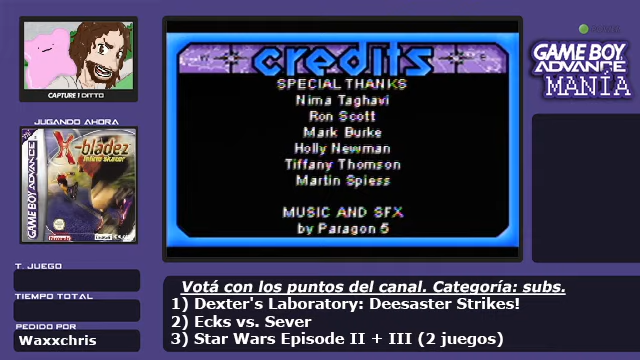 CAPTURE 1 DITTO
JUGANDO AHORA
GAME BOY ADVANCE
X-bladez
Inline Skater
T. JUEGO
TIEMPO TOTAL
PEDIDO POR
Waxxchris
credits
SPECIAL THANKS
Nima Taghavi
Ron Scott
Mark Burke
Holly Newman
Tiffany Thomson
Martin Spiess
MUSIC AND SFX
by Paragon 5
GAME BOY
ADVANCE
MANÍA
Votá con los puntos del canal. Categoría: subs.
1) Dexter's Laboratory: Deesaster Strikes!
2) Ecks vs. Sever
3) Star Wars Episode II + III (2 juegos)